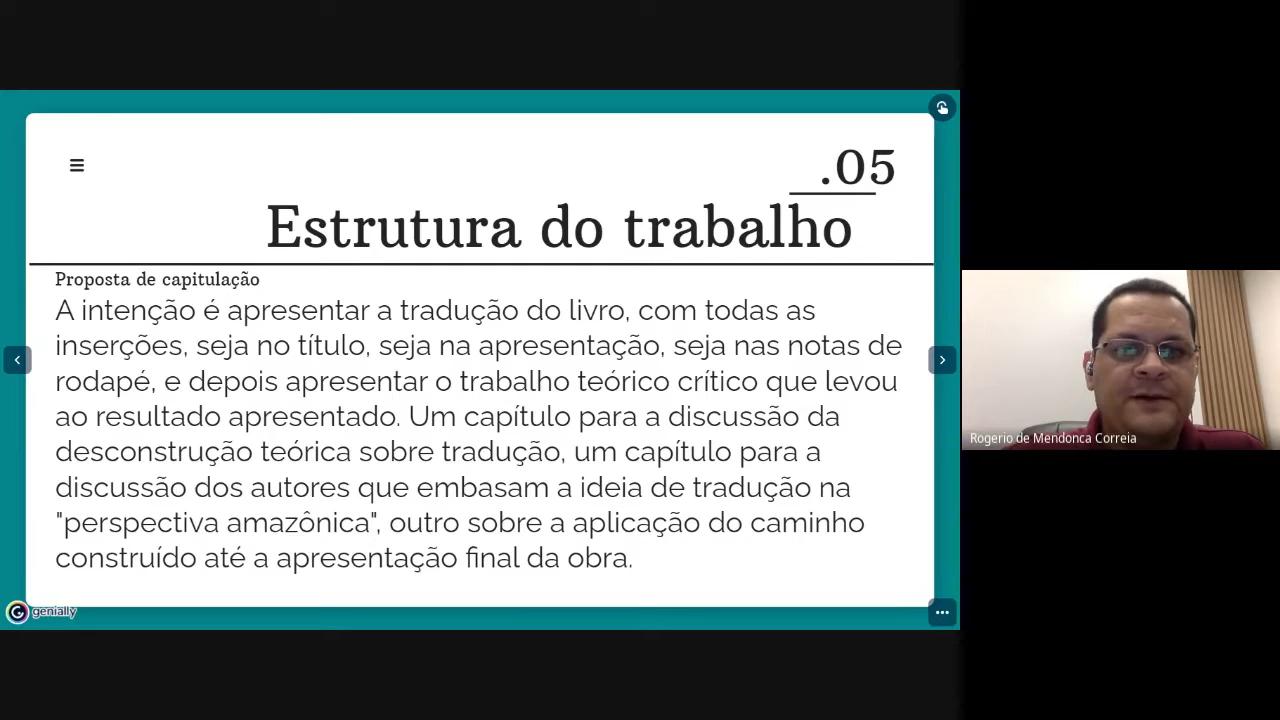 .05
Estrutura do trabalho
Proposta de capitulação
A intenção é apresentar a tradução do livro, com todas as
inserções, seja no título, seja na apresentação, seja nas notas de
rodapé, e depois apresentar o trabalho teórico crítico que levou
ao resultado apresentado. Um capítulo para a discussão da
desconstrução teórica sobre tradução, um capítulo para a
discussão dos autores que embasam a ideia de tradução na
"perspectiva amazônica", outro sobre a aplicação do caminho
construído até a apresentação final da obra.
genially
Rogerio de Mendonca Correia